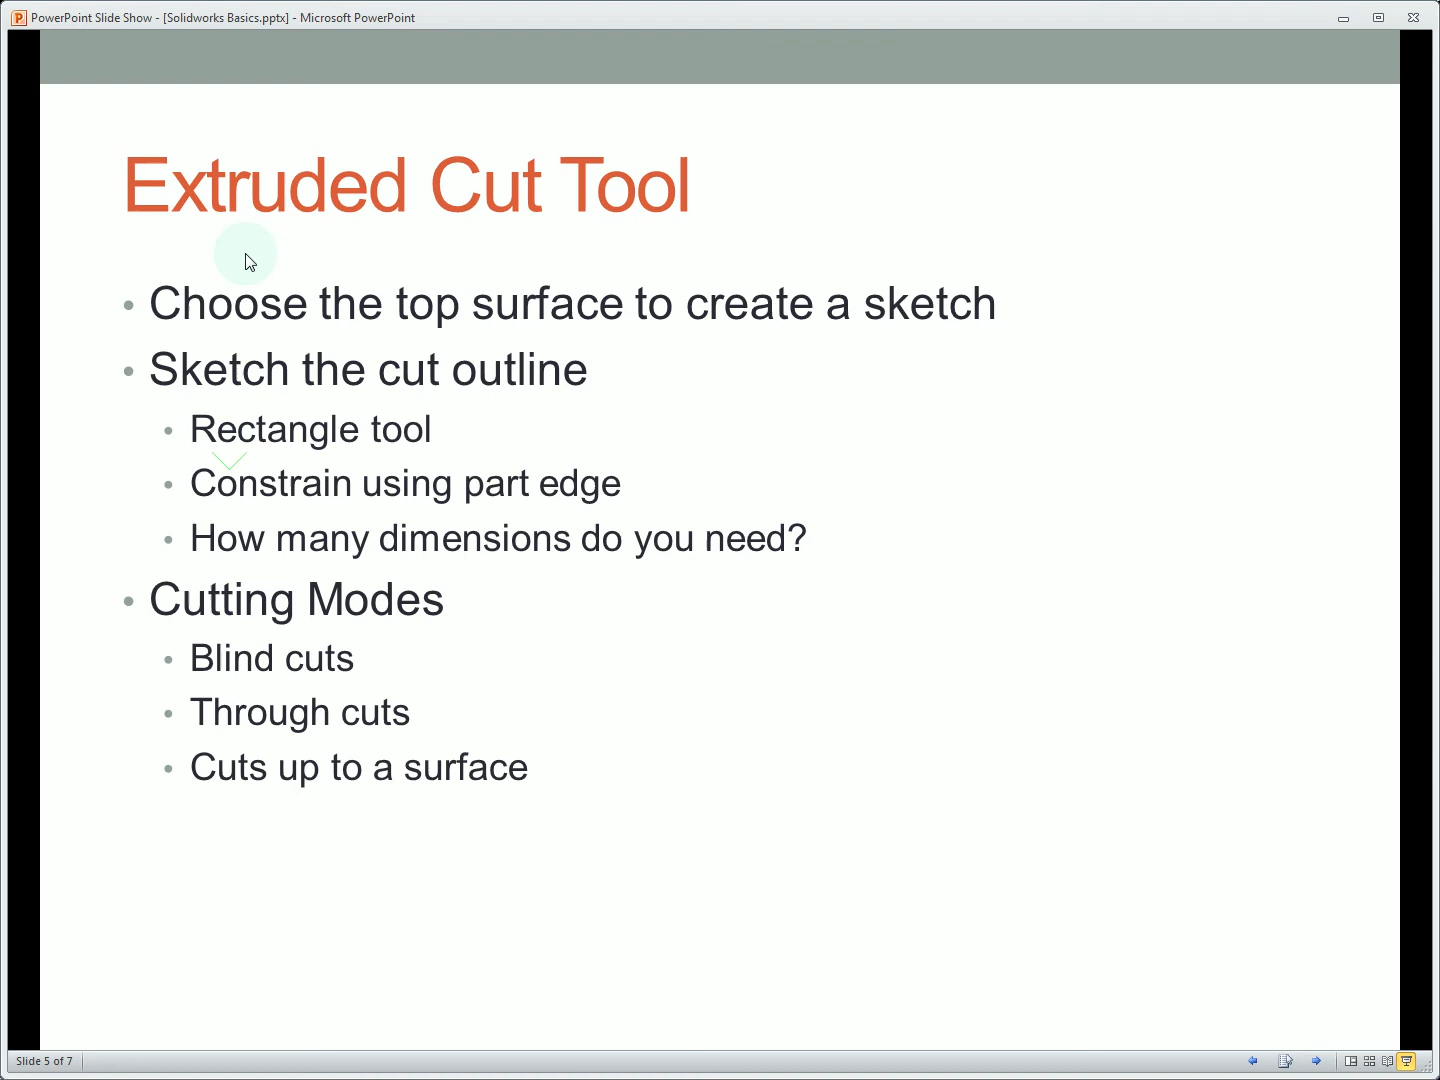 PowerPoint Slide Show - [Solidworks Basics.pptx] - Microsoft PowerPoint
Extruded Cut Tool
• Choose the top surface to create a sketch
• Sketch the cut outline
• Rectangle tool
• Constrain using part edge
• How many dimensions do you need?
• Cutting Modes
• Blind cuts
• Through cuts
• Cuts up to a surface
Slide 5 of 7